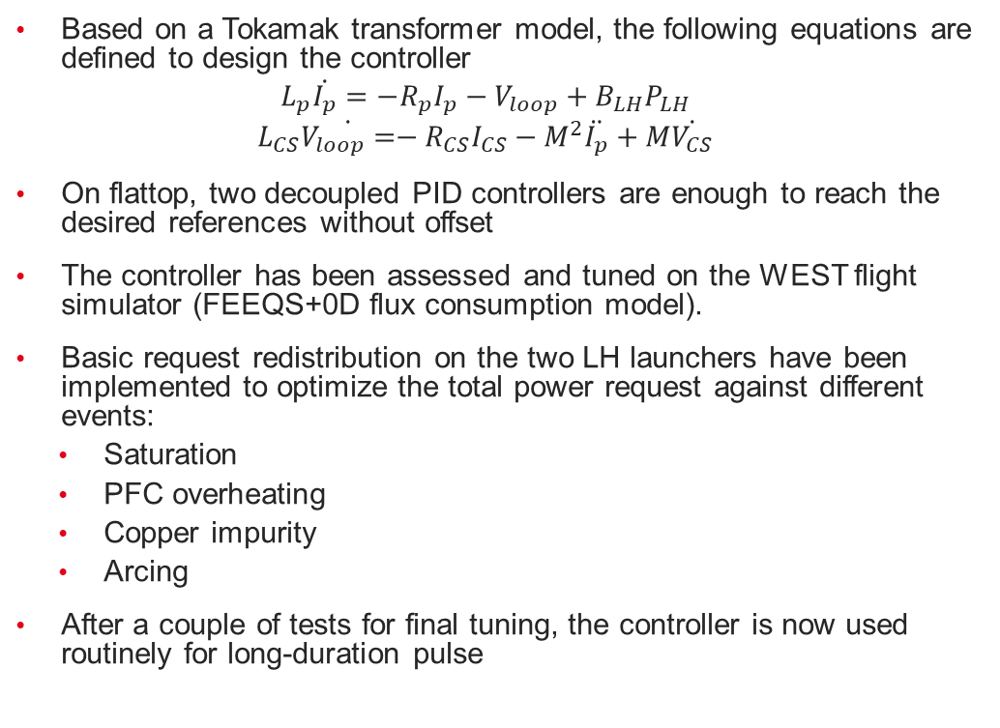 • Based on a Tokamak transformer model, the following equations are
defined to design the controller
$L_p \dot{I_p} = -R_p I_p - V_{loop} + B_{LH} P_{LH}$
$L_{CS} \dot{V_{loop}} = - R_{CS} I_{CS} - M^2 \ddot{I_p} + M \dot{V_{CS}}$
• On flattop, two decoupled PID controllers are enough to reach the
desired references without offset
• The controller has been assessed and tuned on the WEST flight
simulator (FEEQS+0D flux consumption model).
• Basic request redistribution on the two LH launchers have been
implemented to optimize the total power request against different
events:
• Saturation
• PFC overheating
• Copper impurity
• Arcing
• After a couple of tests for final tuning, the controller is now used
routinely for long-duration pulse